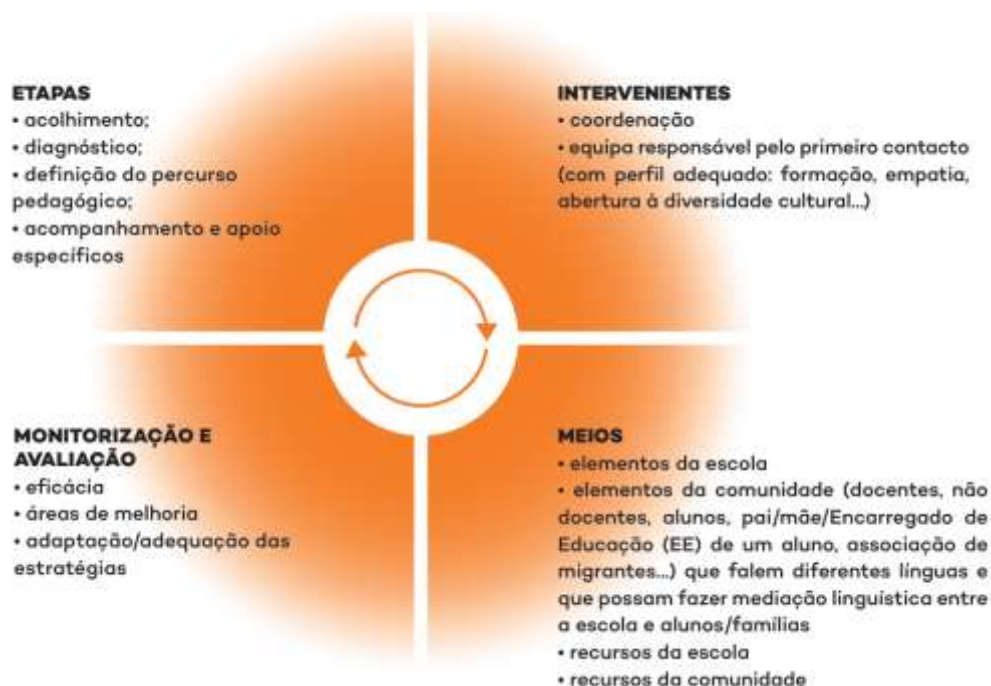 ETAPAS
• acolhimento;
• diagnóstico;
• definição do percurso
pedagógico;
• acompanhamento e apoio
específicos
INTERVENIENTES
• coordenação
• equipa responsável pelo primeiro contacto
(com perfil adequado: formação, empatia,
abertura à diversidade cultural...)
MONITORIZAÇÃO E
AVALIAÇÃO
• eficácia
• áreas de melhoria
• adaptação/adequação das
estratégias
MEIOS
• elementos da escola
• elementos da comunidade (docentes, não
docentes, alunos, pai/mãe/Encarregado de
Educação (EE) de um aluno, associação de
migrantes...) que falem diferentes línguas e
que possam fazer mediação linguística entre
a escola e alunos/famílias
• recursos da escola
• recursos da comunidade